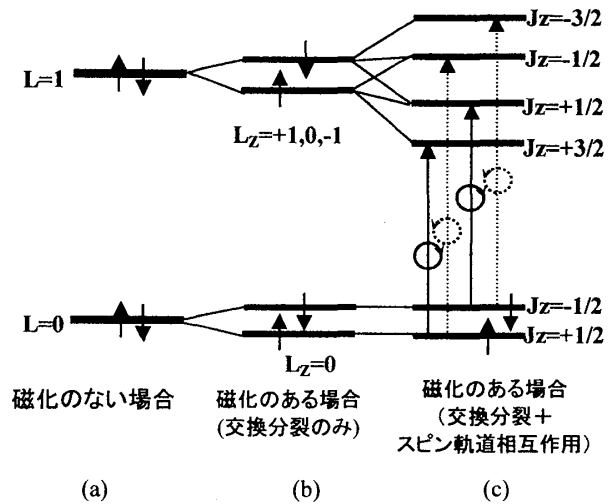 Jz=-3/2
Jz=-1/2
L=1
Jz=+1/2
Lz=+1,0,-1
Jz=+3/2
L=0
Jz=-1/2
Jz=+1/2
Lz=0
磁化のない場合
磁化のある場合
(交換分裂のみ)
磁化のある場合
(交換分裂+
スピン軌道相互作用)
(a)
(b)
(c)